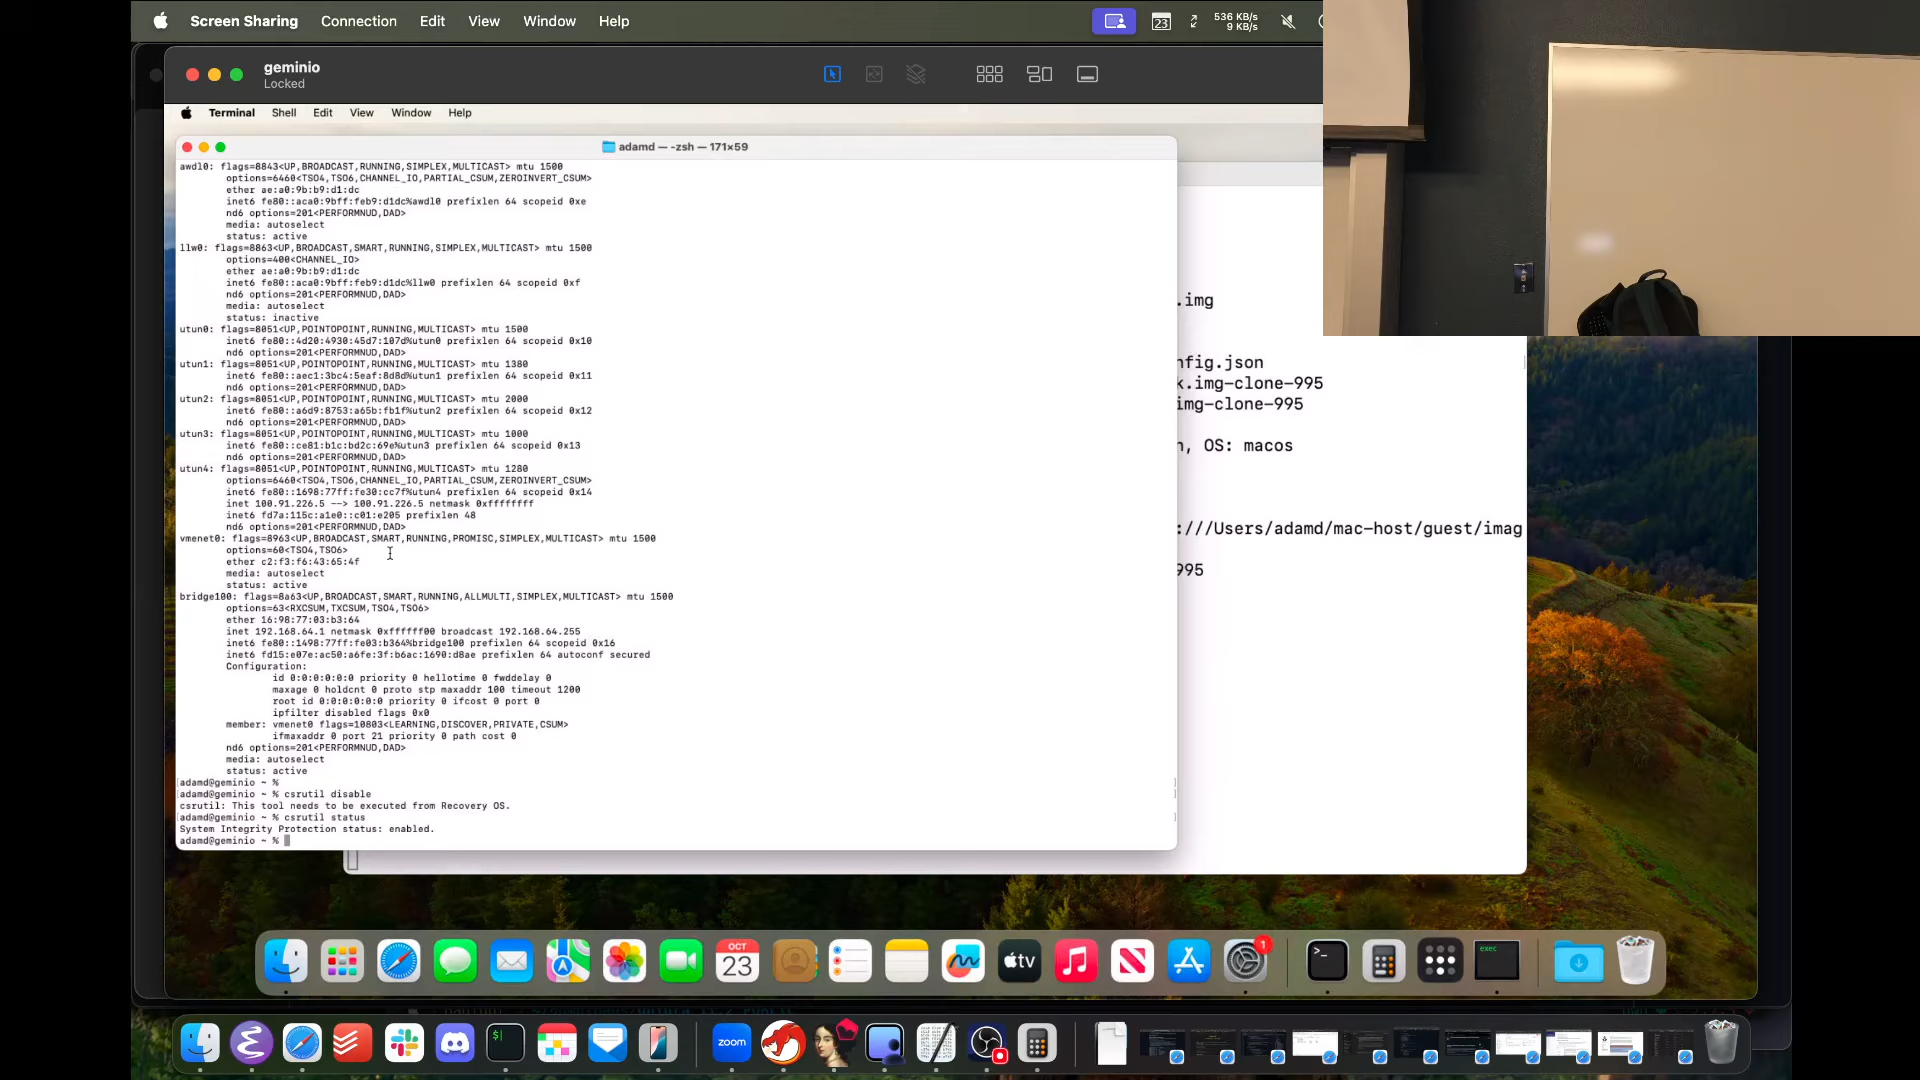 Screen Sharing Connection Edit View Window Help
23
536 KB/s
9 KB/s
geminio
Locked
Terminal Shell Edit View Window Help
adamd — -zsh — 171×59
awdl0: flags=8843<UP,BROADCAST,RUNNING,SIMPLEX,MULTICAST> mtu 1500
options=6460<TSO4,TSO6,CHANNEL_IO,PARTIAL_CSUM,ZEROINVERT_CSUM>
ether ae:a0:9b:b9:d1:dc
inet6 fe80::aca0:9bff:feb9:d1dc%awdl0 prefixlen 64 scopeid 0xe
nd6 options=201<PERFORMNUD,DAD>
media: autoselect
status: active
llw0: flags=8863<UP,BROADCAST,SMART,RUNNING,SIMPLEX,MULTICAST> mtu 1500
options=400<CHANNEL_IO>
ether ae:a0:9b:b9:d1:dc
inet6 fe80::aca0:9bff:feb9:d1dc%llw0 prefixlen 64 scopeid 0xf
nd6 options=201<PERFORMNUD,DAD>
media: autoselect
status: inactive
utun0: flags=8051<UP,POINTOPOINT,RUNNING,MULTICAST> mtu 1500
inet6 fe80::4d20:4930:45d7:107d%utun0 prefixlen 64 scopeid 0x10
nd6 options=201<PERFORMNUD,DAD>
utun1: flags=8051<UP,POINTOPOINT,RUNNING,MULTICAST> mtu 1380
inet6 fe80::aec1:3bc4:5eaf:8d8d%utun1 prefixlen 64 scopeid 0x11
nd6 options=201<PERFORMNUD,DAD>
utun2: flags=8051<UP,POINTOPOINT,RUNNING,MULTICAST> mtu 2000
inet6 fe80::a6d9:8753:a65b:fb1f%utun2 prefixlen 64 scopeid 0x12
nd6 options=201<PERFORMNUD,DAD>
utun3: flags=8051<UP,POINTOPOINT,RUNNING,MULTICAST> mtu 1000
inet6 fe80::ce81:b1c:bd2c:69e%utun3 prefixlen 64 scopeid 0x13
nd6 options=201<PERFORMNUD,DAD>
utun4: flags=8051<UP,POINTOPOINT,RUNNING,MULTICAST> mtu 1280
options=6460<TSO4,TSO6,CHANNEL_IO,PARTIAL_CSUM,ZEROINVERT_CSUM>
inet6 fe80::1698:77ff:fe30:cc7f%utun4 prefixlen 64 scopeid 0x14
inet 100.91.226.5 --> 100.91.226.5 netmask 0xffffffff
inet6 fd7a:115c:a1e0::c01:e205 prefixlen 48
nd6 options=201<PERFORMNUD,DAD>
vmenet0: flags=8963<UP,BROADCAST,SMART,RUNNING,PROMISC,SIMPLEX,MULTICAST> mtu 1500
options=60<TSO4,TSO6>
ether c2:f3:f6:43:65:4f
media: autoselect
status: active
bridge100: flags=8a63<UP,BROADCAST,SMART,RUNNING,ALLMULTI,SIMPLEX,MULTICAST> mtu 1500
options=63<RXCSUM,TXCSUM,TSO4,TSO6>
ether 16:98:77:03:b3:64
inet 192.168.64.1 netmask 0xffffff00 broadcast 192.168.64.255
inet6 fe80::1498:77ff:fe03:b364%bridge100 prefixlen 64 scopeid 0x16
inet6 fd15:e07e:ac50:a6fe:3f:b6ac:1690:d8ae prefixlen 64 autoconf secured
Configuration:
id 0:0:0:0:0:0 priority 0 hellotime 0 fwddelay 0
maxage 0 holdcnt 0 proto stp maxaddr 100 timeout 1200
root id 0:0:0:0:0:0 priority 0 ifcost 0 port 0
ipfilter disabled flags 0x0
member: vmenet0 flags=10803<LEARNING,DISCOVER,PRIVATE,CSUM>
ifmaxaddr 0 port 21 priority 0 path cost 0
nd6 options=201<PERFORMNUD,DAD>
media: autoselect
status: active
[adamd@geminio ~ % ]
[adamd@geminio ~ % csrutil disable ]
csrutil: This tool needs to be executed from Recovery OS.
[adamd@geminio ~ % csrutil status ]
System Integrity Protection status: enabled.
adamd@geminio ~ %
.img
nfig.json ]
k.img-clone-995
img-clone-995
n, OS: macos
:///Users/adamd/mac-host/guest/imag
995
OCT
23
tv
1
>_
exec
$
zoom